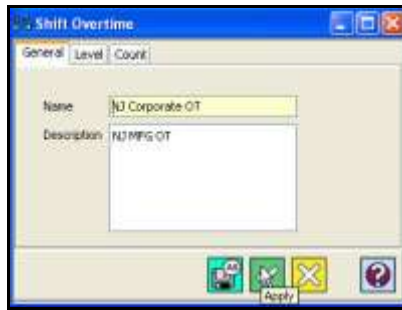 Shift Overtime
General Level Count
Name NJ Corporate OT
Description NJ MFG OT
Apply
?